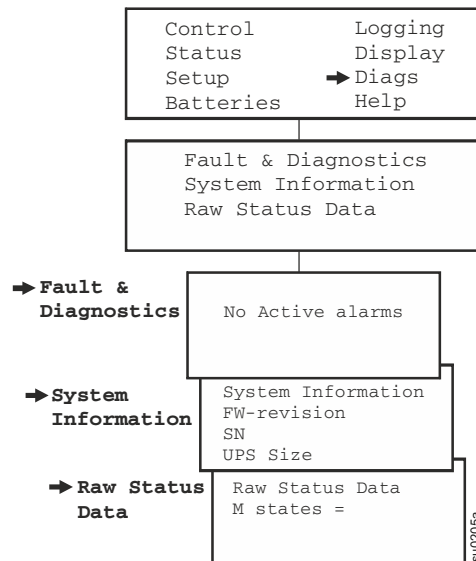 Control Logging
Status Display
Setup Diags
Batteries Help
Fault & Diagnostics
System Information
Raw Status Data
Fault &
Diagnostics
No Active alarms
System
Information
System Information
FW-revision
SN
UPS Size
Raw Status
Data
Raw Status Data
M states =
su0205a